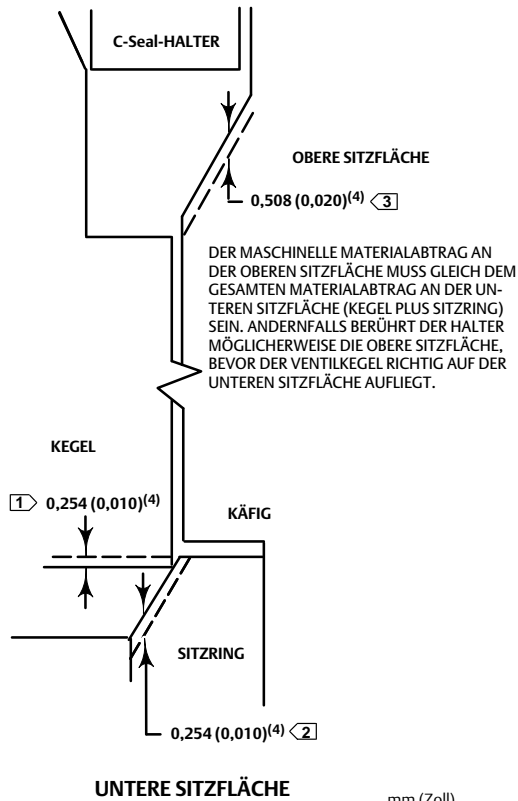 C-Seal-HALTER
OBERE SITZFLÄCHE
0,508 (0,020)(4) 3
DER MASCHINELLE MATERIALABTRAG AN
DER OBEREN SITZFLÄCHE MUSS GLEICH DEM
GESAMTEN MATERIALABTRAG AN DER UN-
TEREN SITZFLÄCHE (KEGEL PLUS SITZRING)
SEIN. ANDERNFALLS BERÜHRT DER HALTER
MÖGLICHERWEISE DIE OBERE SITZFLÄCHE,
BEVOR DER VENTILKEGEL RICHTIG AUF DER
UNTEREN SITZFLÄCHE AUFLIEGT.
KEGEL
1 0,254 (0,010)(4)
KÄFIG
SITZRING
0,254 (0,010)(4) 2
UNTERE SITZFLÄCHE
mm (Zoll)